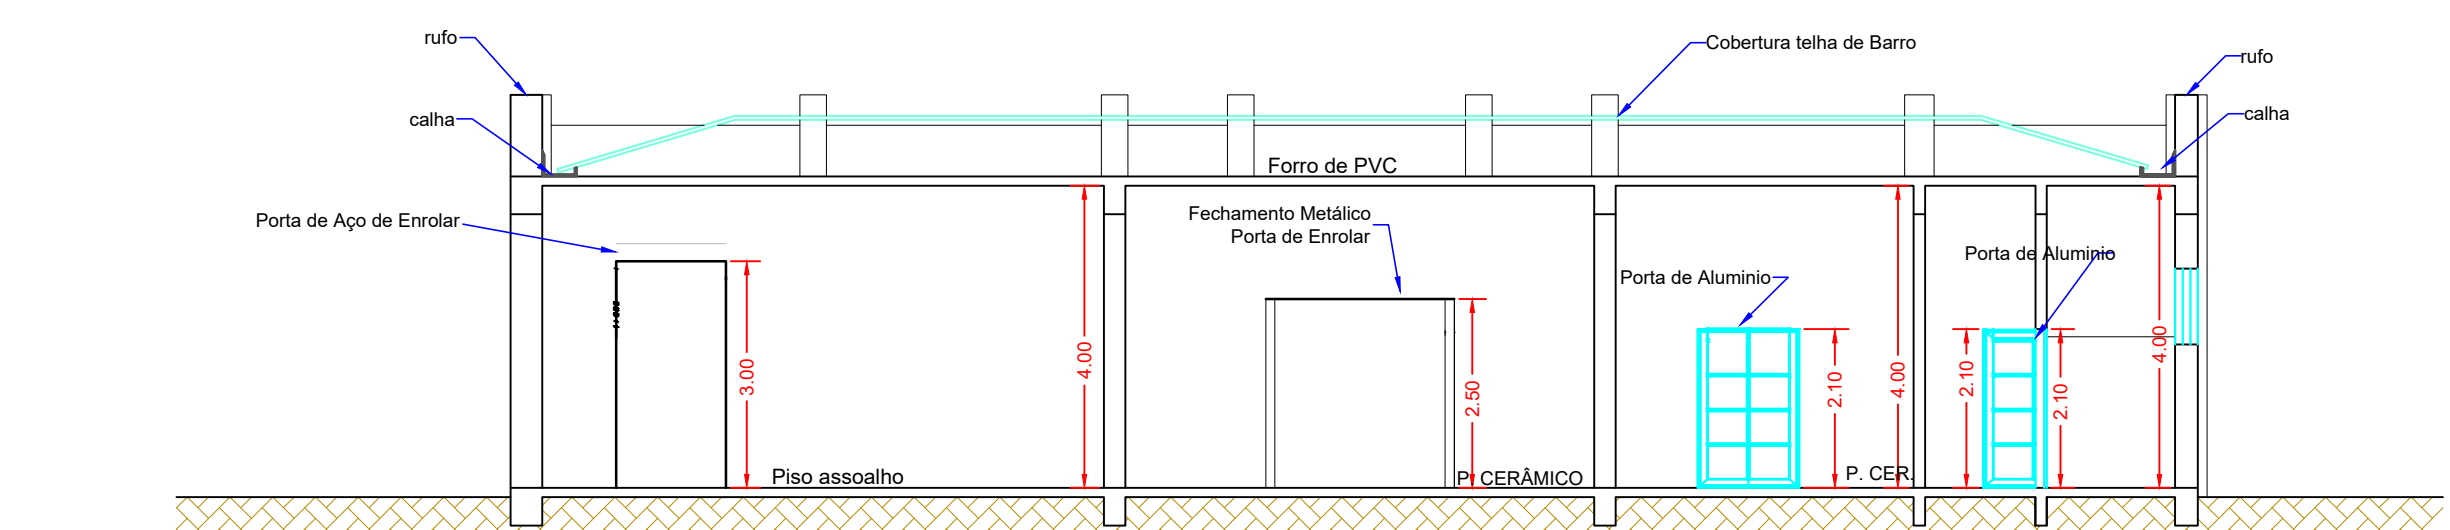 rufo
Cobertura telha de Barro
rufo
calha
calha
Forro de PVC
Porta de Aço de Enrolar
Fechamento Metálico
Porta de Enrolar
Porta de Aluminio
Porta de Aluminio
3.00
4.00
2.50
2.10
4.00
2.10
2.10
4.00
Piso assoalho
P. CERÂMICO
P. CER.